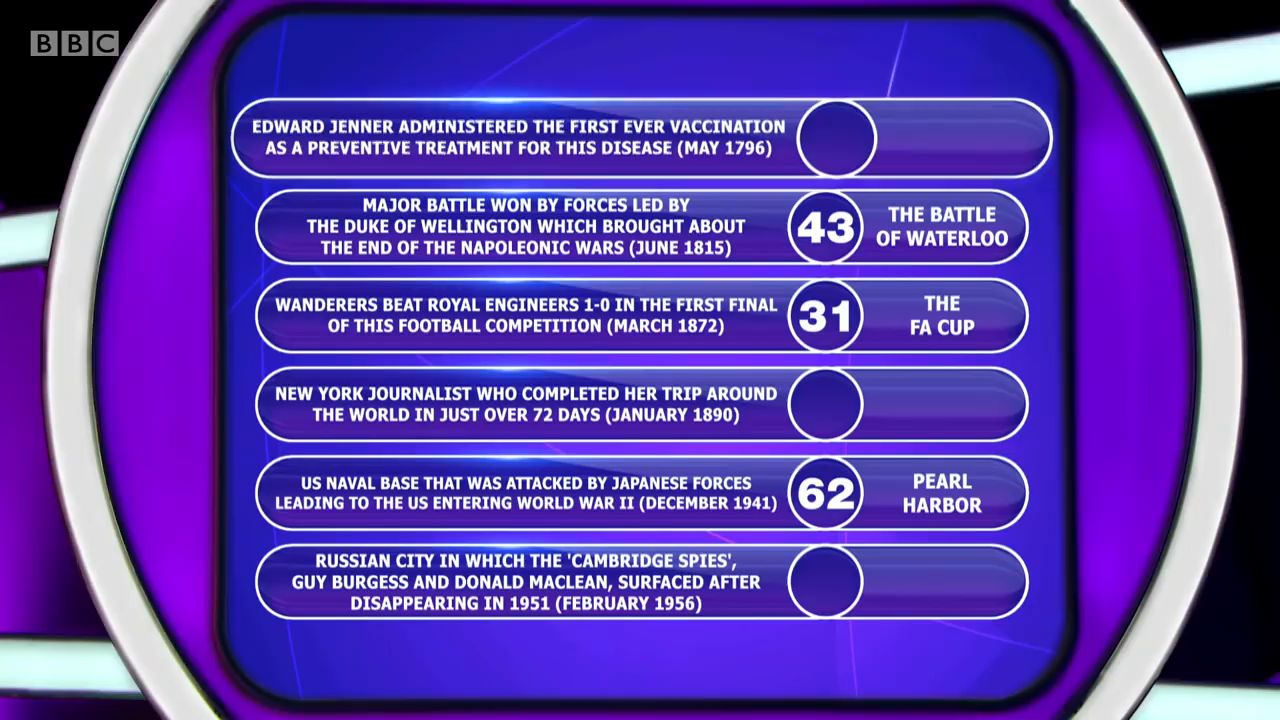 BBC
EDWARD JENNER ADMINISTERED THE FIRST EVER VACCINATION
AS A PREVENTIVE TREATMENT FOR THIS DISEASE (MAY 1796)
MAJOR BATTLE WON BY FORCES LED BY
THE DUKE OF WELLINGTON WHICH BROUGHT ABOUT
THE END OF THE NAPOLEONIC WARS (JUNE 1815)
43
THE BATTLE
OF WATERLOO
WANDERERS BEAT ROYAL ENGINEERS 1-0 IN THE FIRST FINAL
OF THIS FOOTBALL COMPETITION (MARCH 1872)
31
THE
FA CUP
NEW YORK JOURNALIST WHO COMPLETED HER TRIP AROUND
THE WORLD IN JUST OVER 72 DAYS (JANUARY 1890)
US NAVAL BASE THAT WAS ATTACKED BY JAPANESE FORCES
LEADING TO THE US ENTERING WORLD WAR II (DECEMBER 1941)
62
PEARL
HARBOR
RUSSIAN CITY IN WHICH THE 'CAMBRIDGE SPIES',
GUY BURGESS AND DONALD MACLEAN, SURFACED AFTER
DISAPPEARING IN 1951 (FEBRUARY 1956)